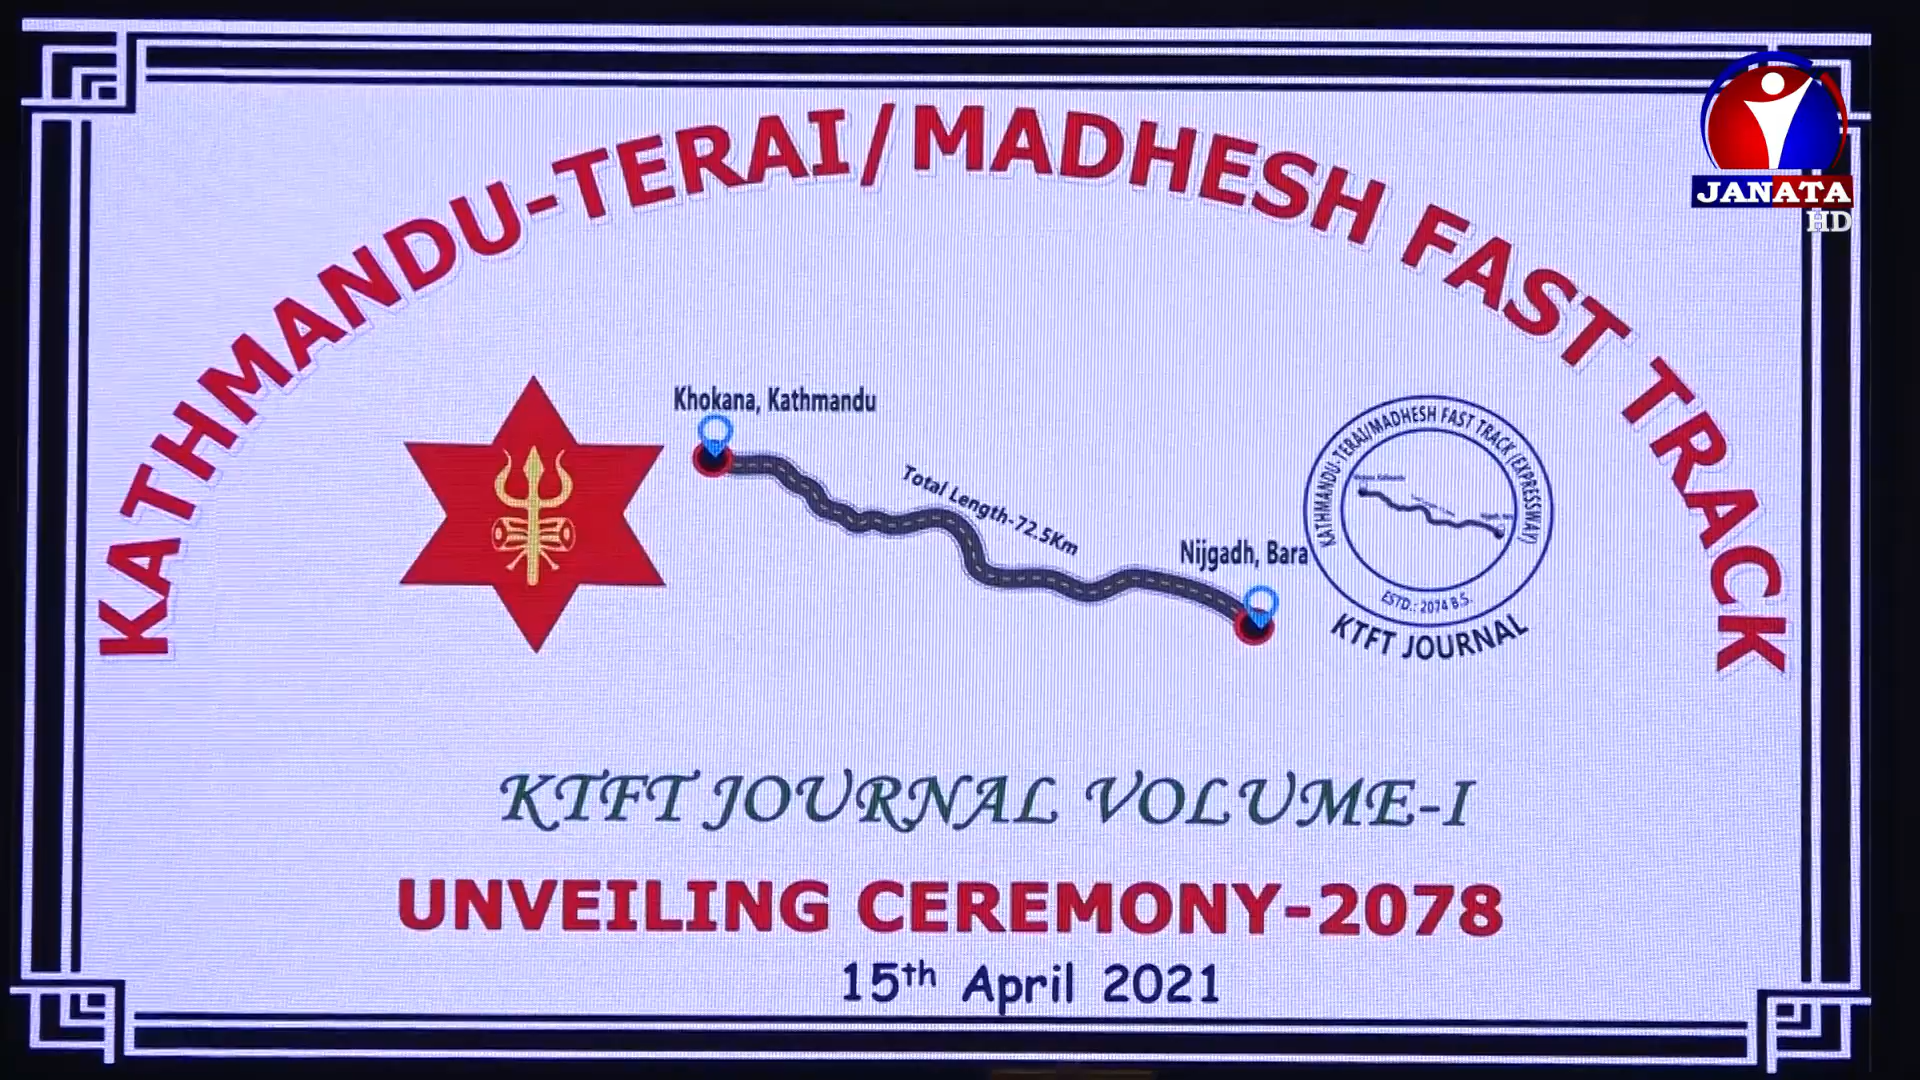 KATHMANDU-TERAI/MADHESH FAST TRACK
JANATA
HD
Khokana, Kathmandu
Total Length-72.5Km
Nijgadh, Bara
KATHMANDU-TERAI/MADHESH FAST TRACK (EXPRESSWAY)
ESTD.: 2074 B.S.
KTFT JOURNAL
KTFT JOURNAL VOLUME-I
UNVEILING CEREMONY-2078
15th April 2021